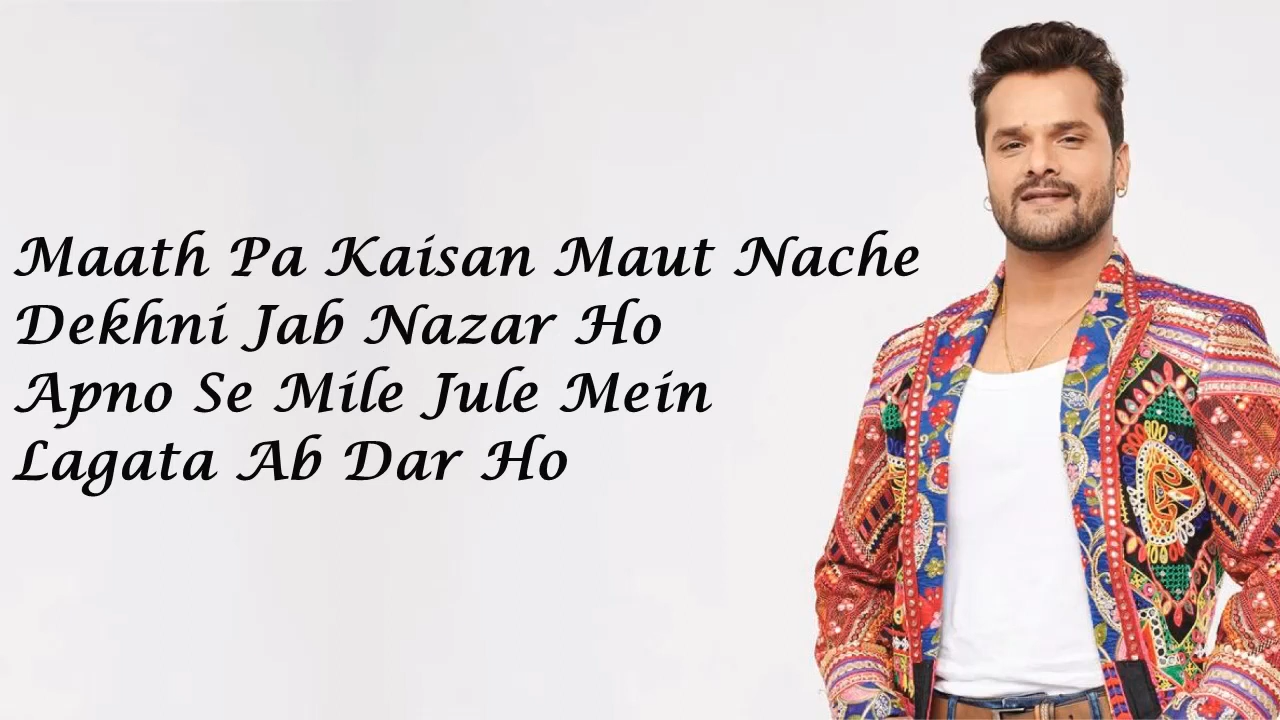 Maath Pa Kaisan Maut Nache
Dekhni Jab Nazar Ho
Apno Se Mile Jule Mein
Lagata Ab Dar Ho